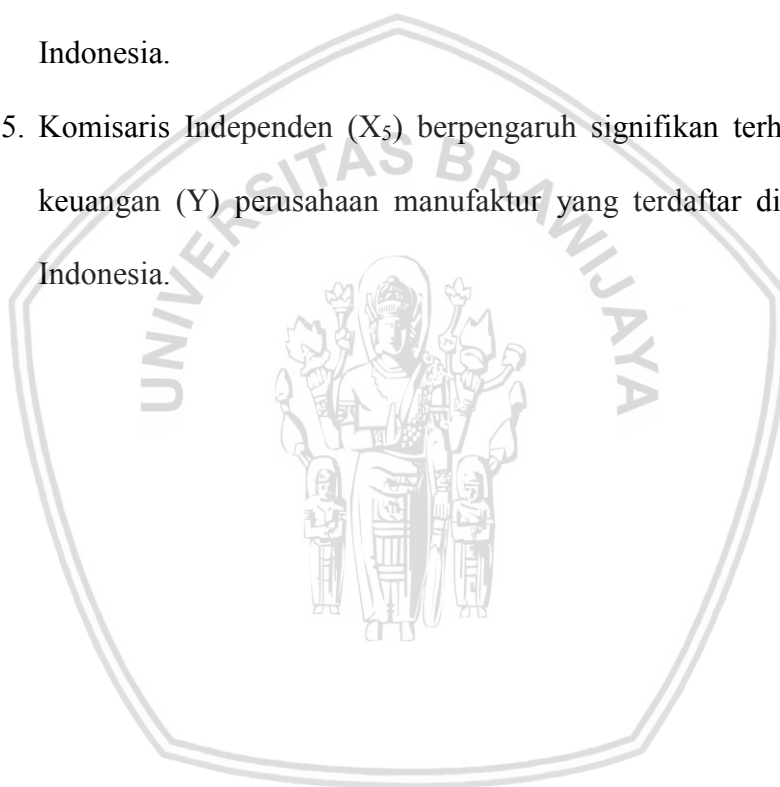 Indonesia.
5. Komisaris Independen (X₅) berpengaruh signifikan terh
keuangan (Y) perusahaan manufaktur yang terdaftar di
Indonesia.
UNIVERSITAS BRAWIJAYA